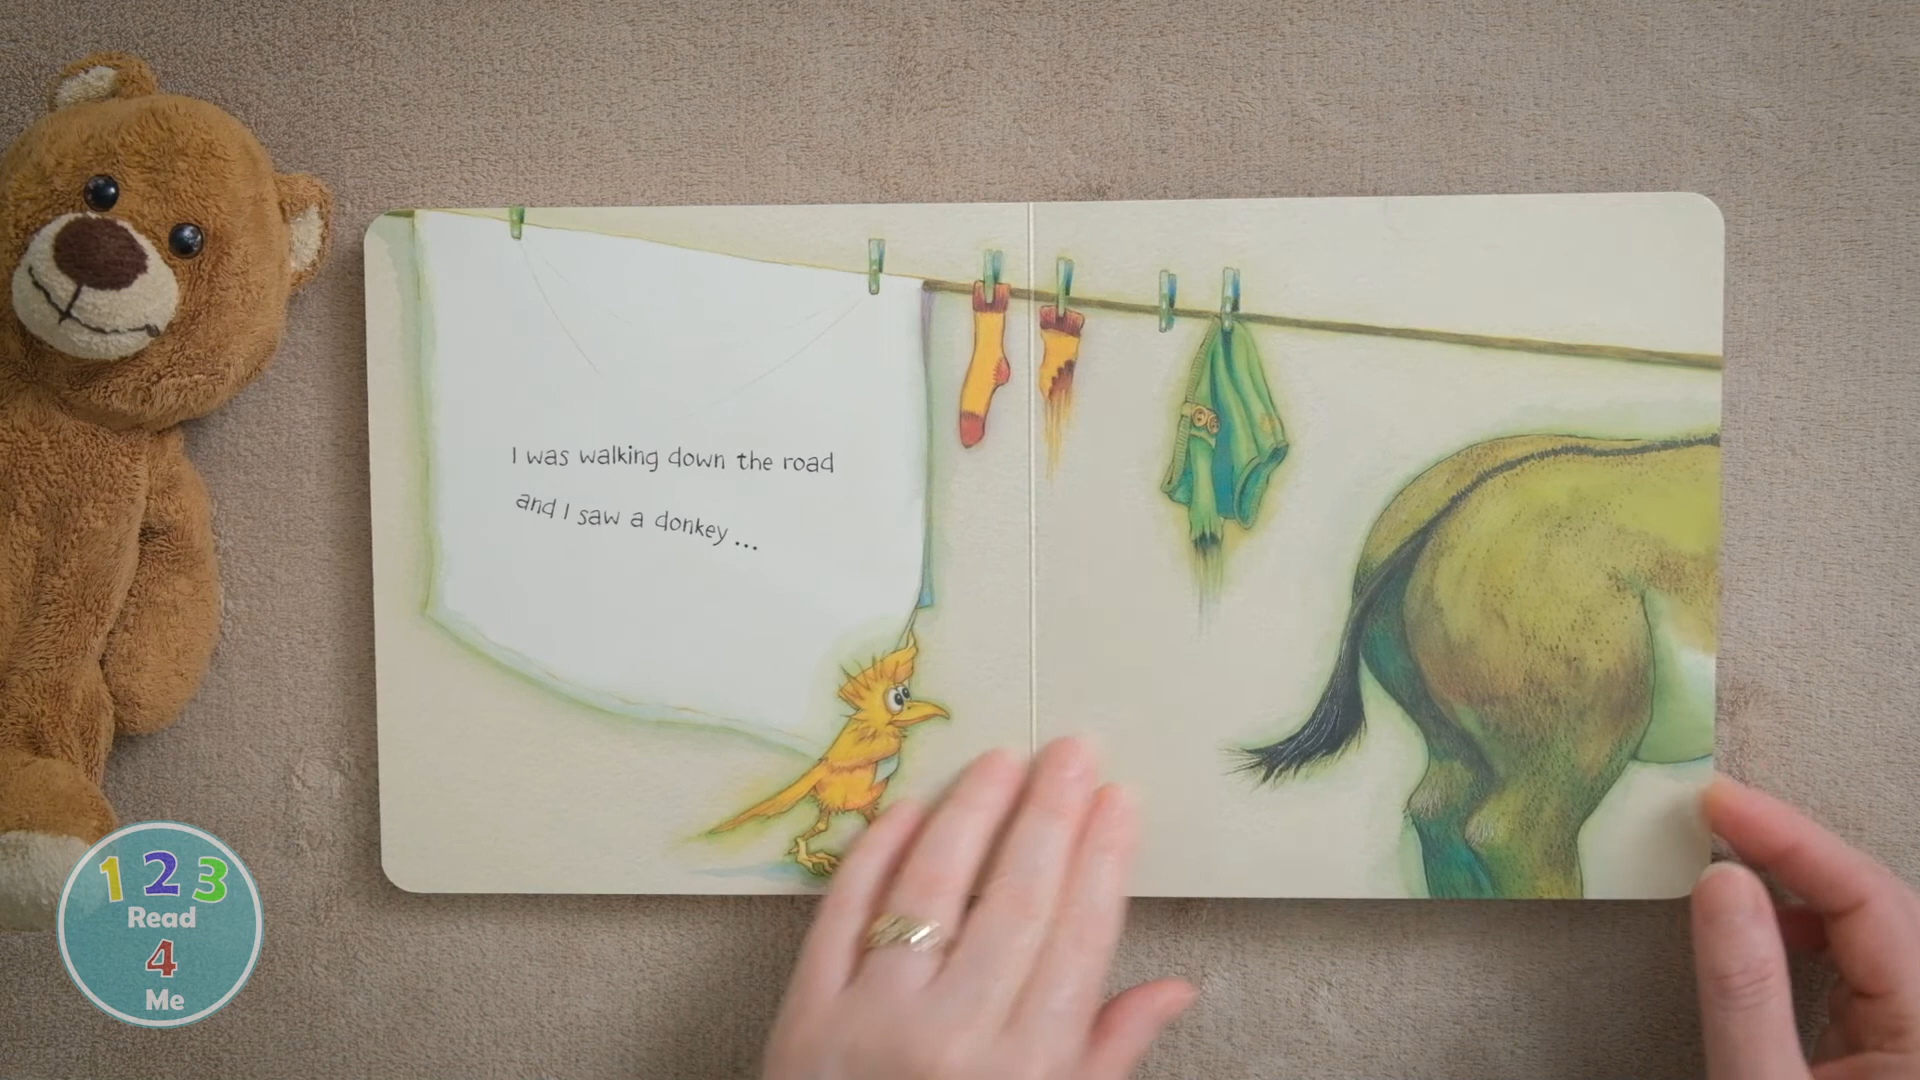 I was walking down the road
and I saw a donkey...
1 2 3
Read
4
Me